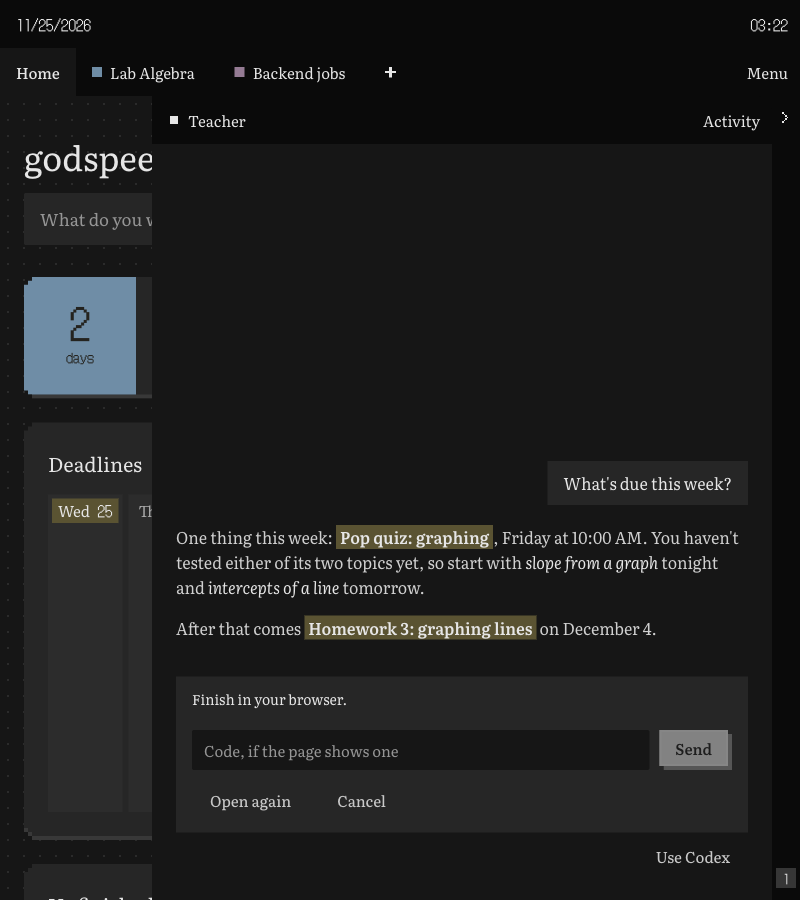 11/25/2026
03:22
Home
Lab Algebra
Backend jobs
+
Menu
Teacher
Activity
godspee
What do you w
2
days
Deadlines
Wed 25
Th
What's due this week?
One thing this week: Pop quiz: graphing, Friday at 10:00 AM. You haven't
tested either of its two topics yet, so start with slope from a graph tonight
and intercepts of a line tomorrow.
After that comes Homework 3: graphing lines on December 4.
Finish in your browser.
Code, if the page shows one
Send
Open again
Cancel
Use Codex
1